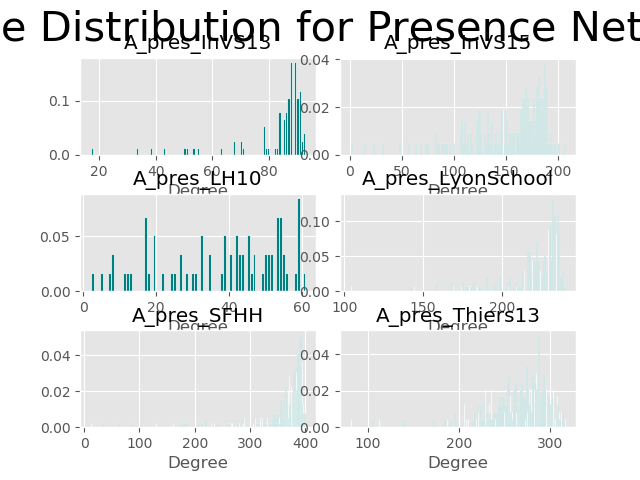 e Distribution for Presence Net
A_pres_InVS13 A_pres_InVS15
0.1
0.0
20 40 60 80
Degree
0.04
0.02
0.00
0 50 100 150 200
Degree
A_pres_LH10 A_pres_LyonSchool
0.05
0.00
0 20 40 60
Degree
0.10
0.05
0.00
100 150 200
Degree
A_pres_SFHH A_pres_Thiers13
0.04
0.02
0.00
0 100 200 300 400
Degree
0.04
0.02
0.00
100 200 300
Degree